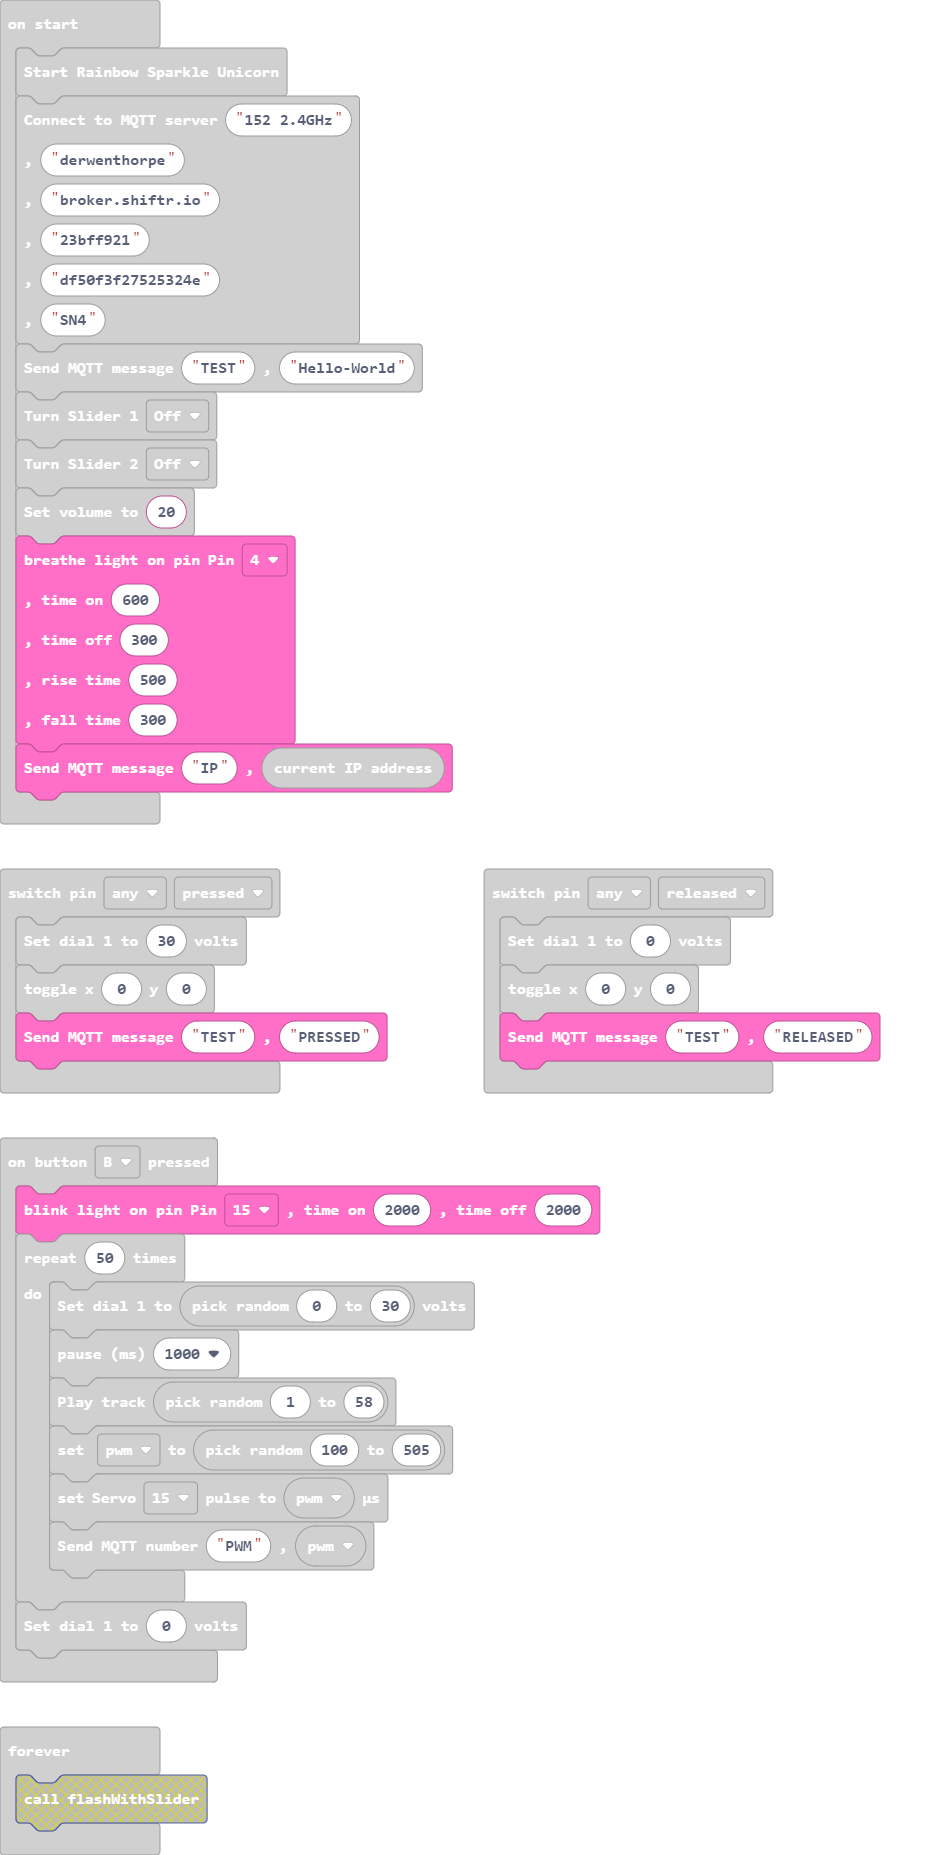 on start
Start Rainbow Sparkle Unicorn
Connect to MQTT server "152 2.4GHz"
, "derwenthorpe"
, "broker.shiftr.io"
, "23bff921"
, "df50f3f27525324e"
, "SN4"
Send MQTT message "TEST" , "Hello-World"
Turn Slider 1 Off
Turn Slider 2 Off
Set volume to 20
breathe light on pin Pin 4
, time on 600
, time off 300
, rise time 500
, fall time 300
Send MQTT message "IP" , current IP address
switch pin any pressed
Set dial 1 to 30 volts
toggle x 0 y 0
Send MQTT message "TEST" , "PRESSED"
switch pin any released
Set dial 1 to 0 volts
toggle x 0 y 0
Send MQTT message "TEST" , "RELEASED"
on button B pressed
blink light on pin Pin 15 , time on 2000 , time off 2000
repeat 50 times
do
Set dial 1 to pick random 0 to 30 volts
pause (ms) 1000
Play track pick random 1 to 58
set pwm to pick random 100 to 505
set Servo 15 pulse to pwm µs
Send MQTT number "PWM" , pwm
Set dial 1 to 0 volts
forever
call flashWithSlider